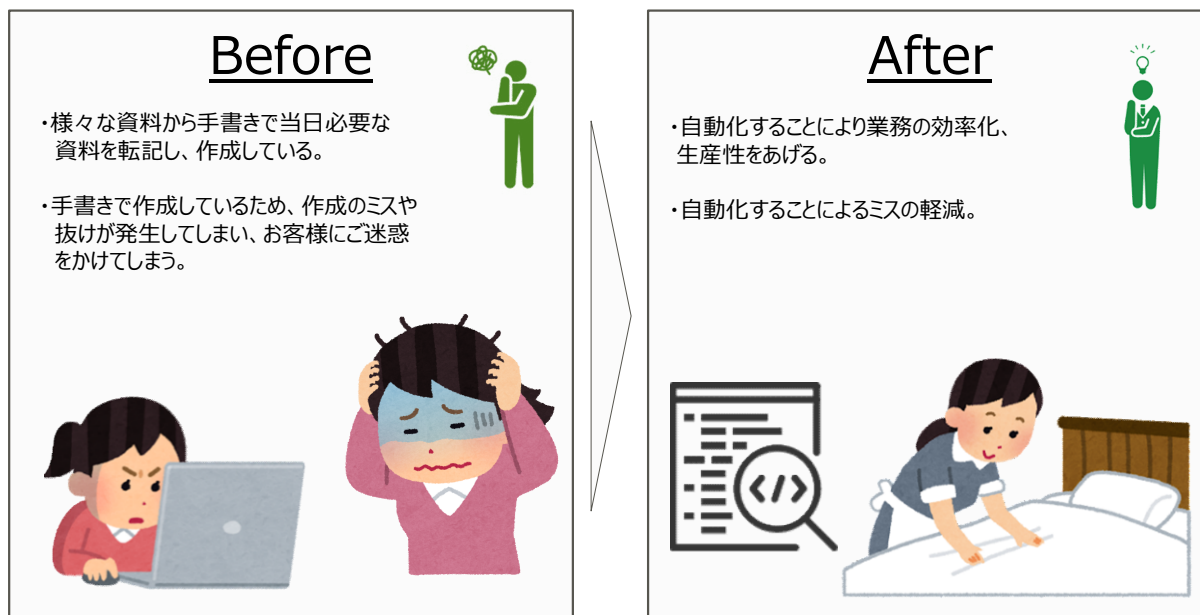 Before
・様々な資料から手書きで当日必要な
資料を転記し、作成している。
・手書きで作成しているため、作成のミスや
抜けが発生してしまい、お客様にご迷惑
をかけてしまう。
After
・自動化することにより業務の効率化、
生産性をあげる。
・自動化することによるミスの軽減。
</>